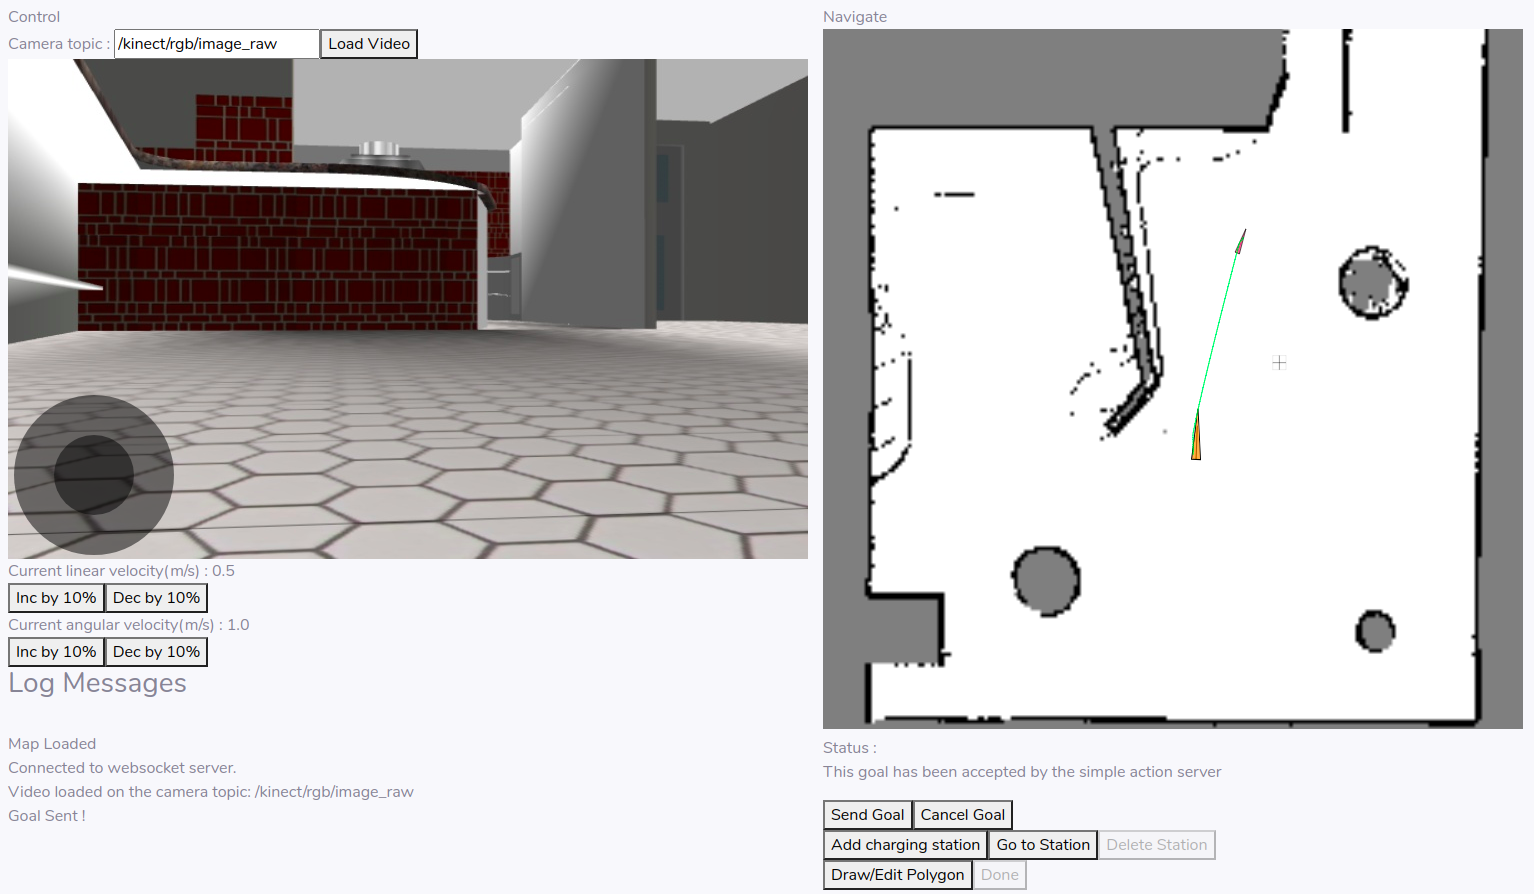 Control
Camera topic : /kinect/rgb/image_raw Load Video
Current linear velocity(m/s) : 0.5
Inc by 10% Dec by 10%
Current angular velocity(m/s) : 1.0
Inc by 10% Dec by 10%
Log Messages
Map Loaded
Connected to websocket server.
Video loaded on the camera topic: /kinect/rgb/image_raw
Goal Sent !
Navigate
Status :
This goal has been accepted by the simple action server
Send Goal Cancel Goal
Add charging station Go to Station Delete Station
Draw/Edit Polygon Done